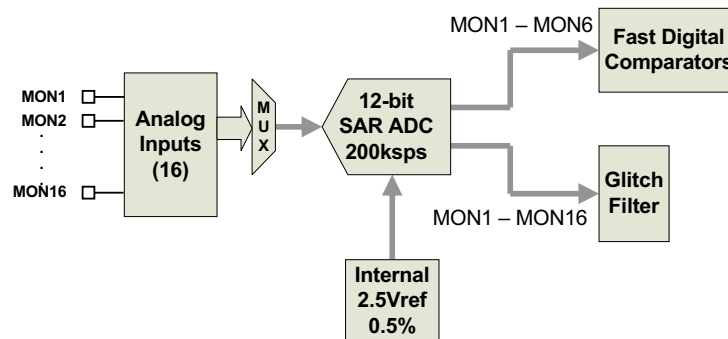 MON1 – MON6
Fast Digital
Comparators
MON1
MON2
.
.
.
.
MON16
Analog
Inputs
(16)
M
U
X
12-bit
SAR ADC
200ksps
Glitch
Filter
MON1 – MON16
Internal
2.5Vref
0.5%